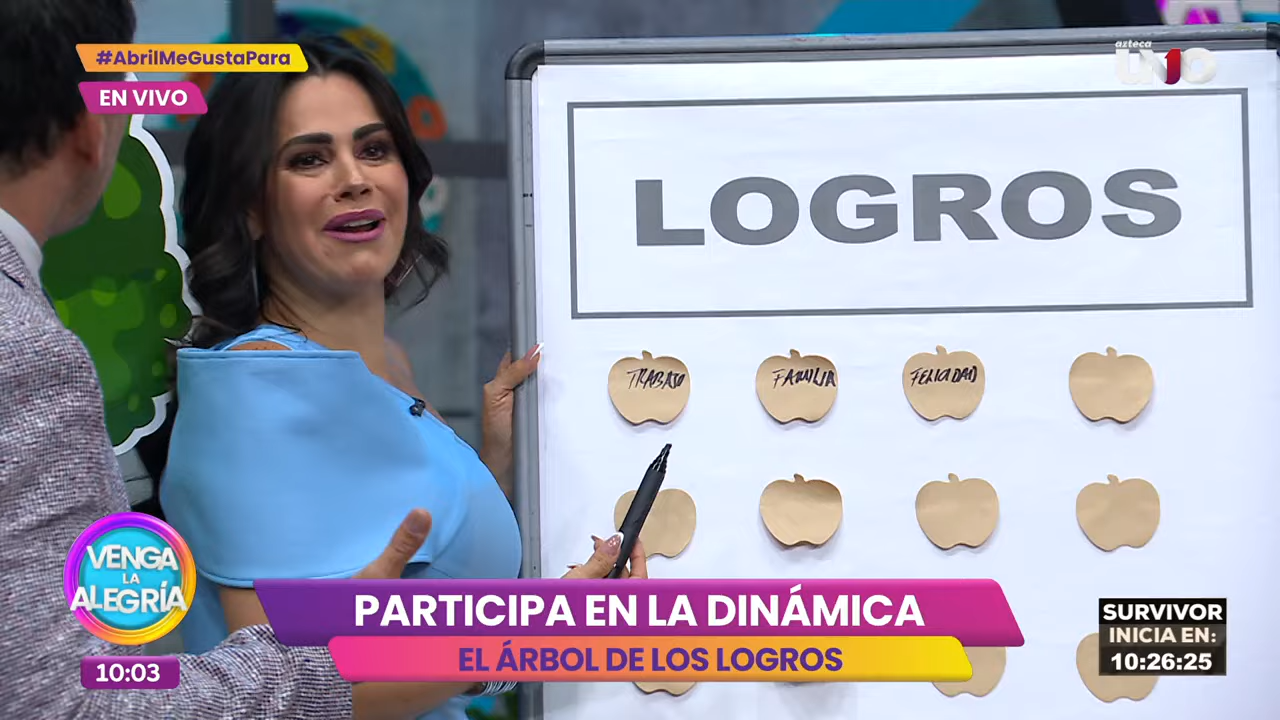 #AbrilMeGustaPara
EN VIVO
azteca
UN1O
LOGROS
TRABAJO
FAMILIA
FELICIDAD
VENGA
LA
ALEGRÍA
PARTICIPA EN LA DINÁMICA
EL ÁRBOL DE LOS LOGROS
10:03
SURVIVOR
INICIA EN:
10:26:25